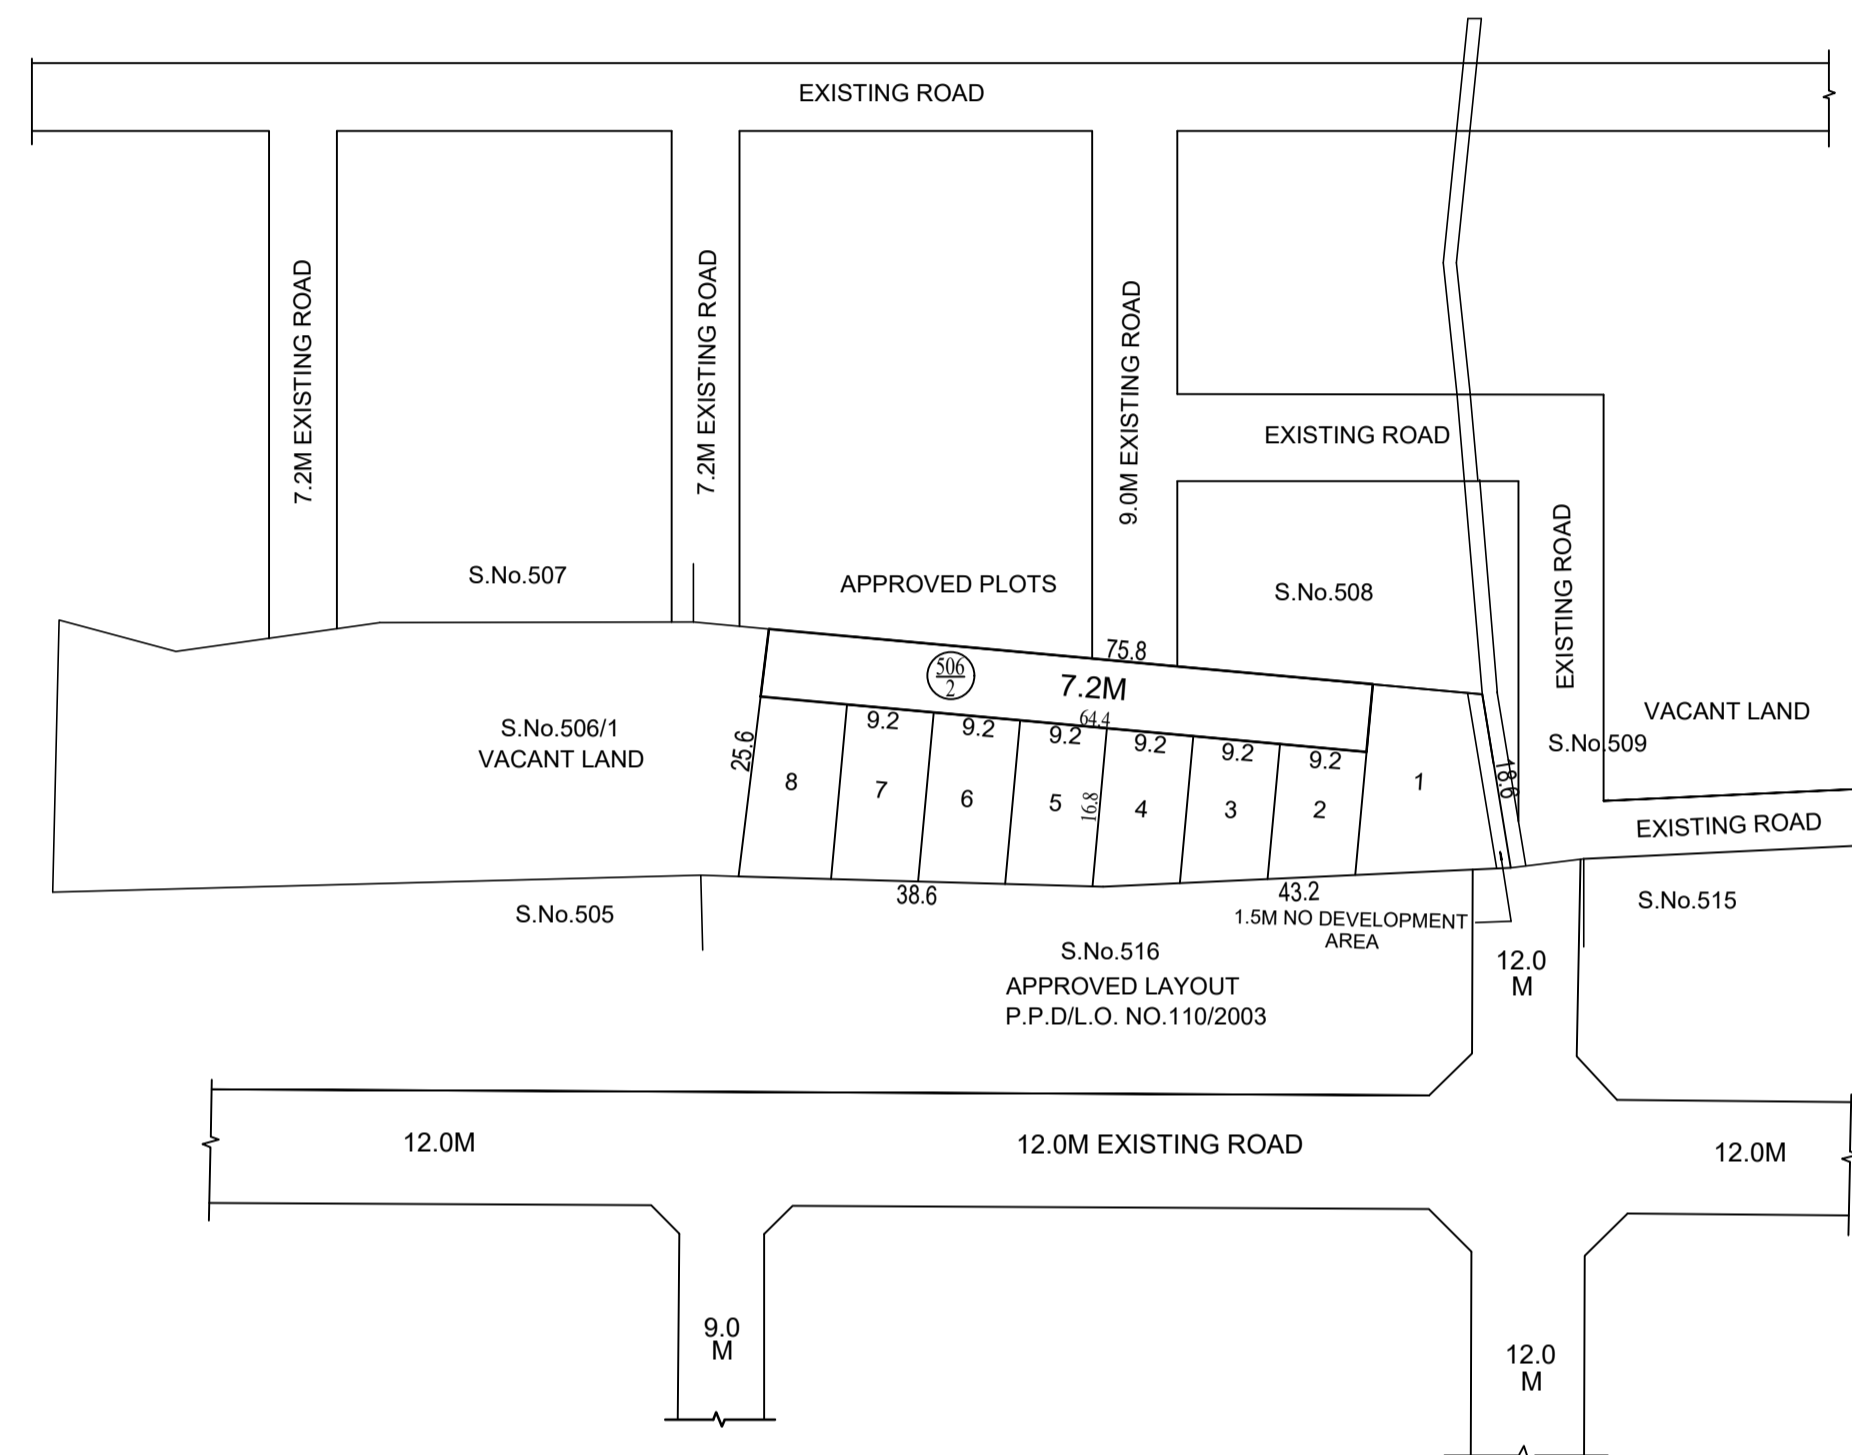 EXISTING ROAD
7.2M EXISTING ROAD
7.2M EXISTING ROAD
9.0M EXISTING ROAD
EXISTING ROAD
EXISTING ROAD
S.No.507
APPROVED PLOTS
S.No.508
75.8
506
2
7.2M
64.4
S.No.506/1
VACANT LAND
25.6
9.2
9.2
9.2
9.2
9.2
9.2
8
7
6
5
16.8
4
3
2
1
18.6
VACANT LAND
S.No.509
EXISTING ROAD
38.6
43.2
S.No.505
1.5M NO DEVELOPMENT
AREA
S.No.515
S.No.516
APPROVED LAYOUT
P.P.D/L.O. NO.110/2003
12.0
M
12.0M
12.0M EXISTING ROAD
12.0M
9.0
M
12.0
M